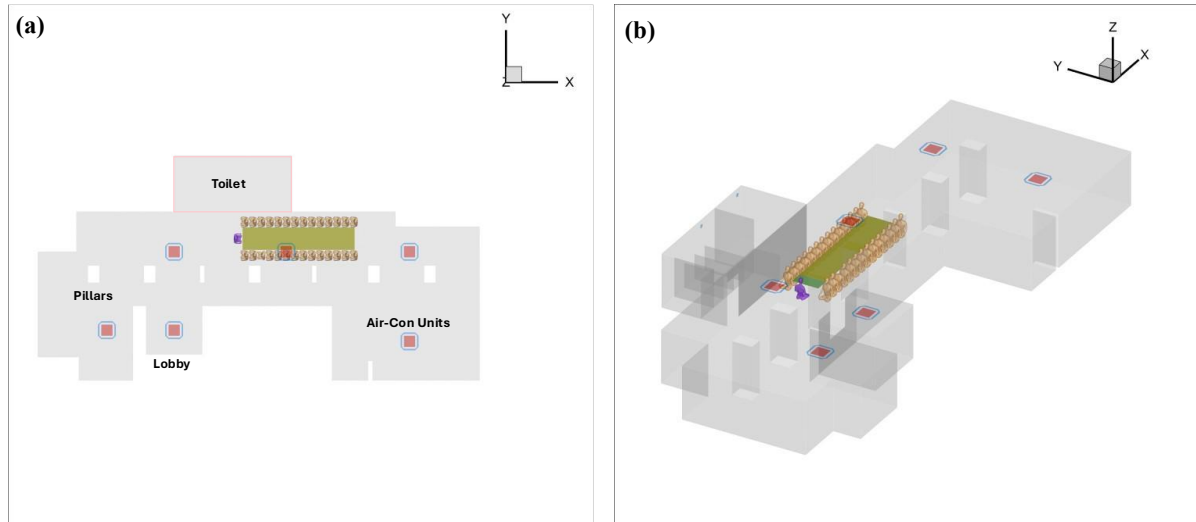 (a)
Y
Z
X
Toilet
Pillars
Air-Con Units
Lobby
(b)
Z
X
Y